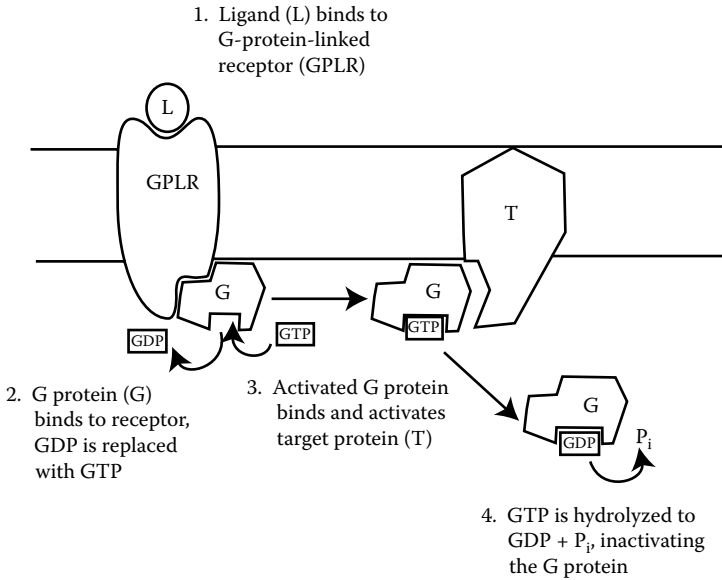 1. Ligand (L) binds to
G-protein-linked
receptor (GPLR)
L
GPLR
T
G
G
GDP
GTP
GTP
2. G protein (G)
binds to receptor,
GDP is replaced
with GTP
3. Activated G protein
binds and activates
target protein (T)
G
GDP
Pi
4. GTP is hydrolyzed to
GDP + Pi, inactivating
the G protein